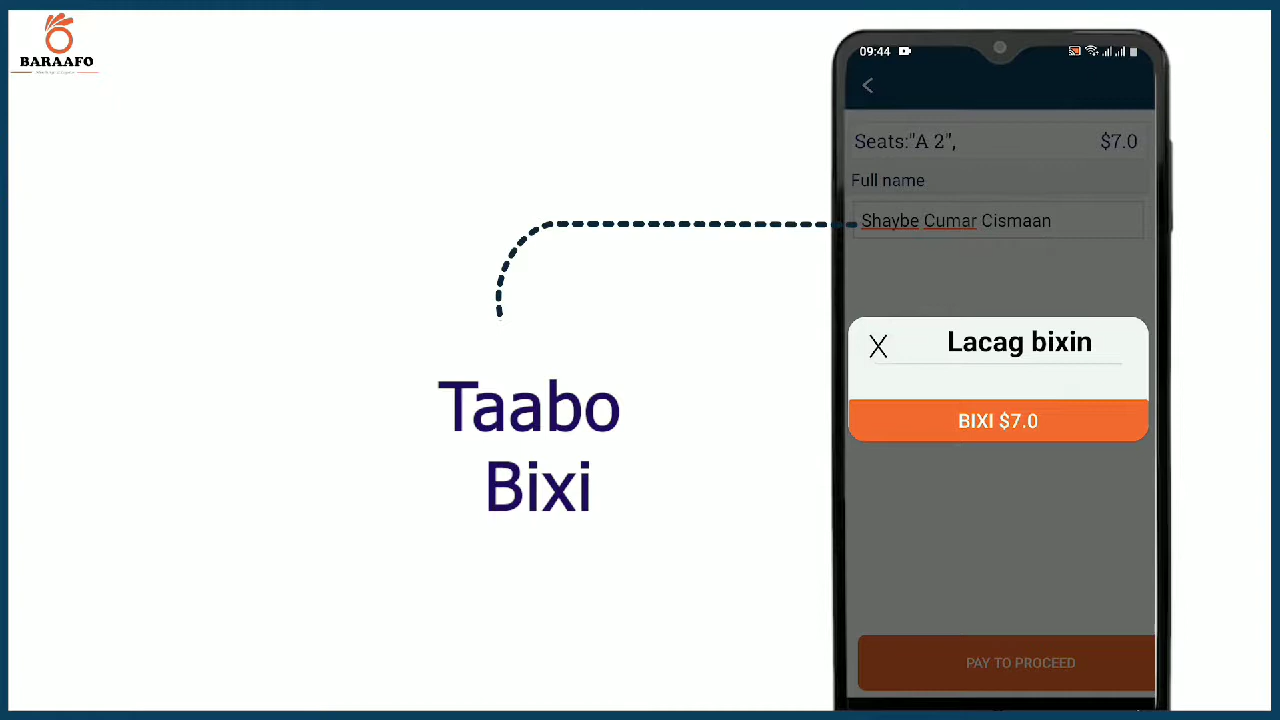 BARAAFO
09:44
Seats:"A 2", $7.0
Full name
Shaybe Cumar Cismaan
X Lacag bixin
BIXI $7.0
Taabo
Bixi
PAY TO PROCEED